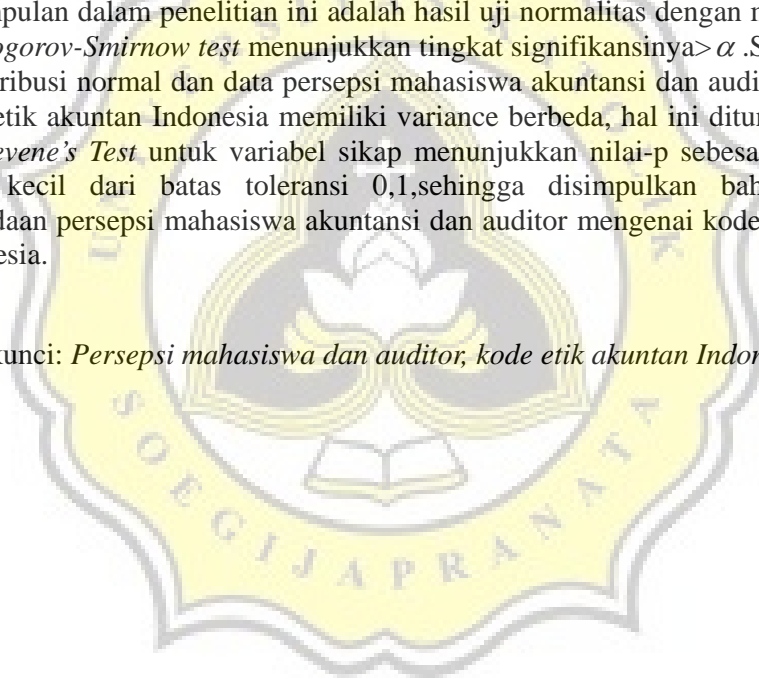 mpulan dalam penelitian ini adalah hasil uji normalitas dengan
ogorov-Smirnow test menunjukkan tingkat signifikansinya> α .S
ribusi normal dan data persepsi mahasiswa akuntansi dan audi
etik akuntan Indonesia memiliki variance berbeda, hal ini ditu
evene's Test untuk variabel sikap menunjukkan nilai-p sebesa
kecil dari batas toleransi 0,1,sehingga disimpulkan bah
daan persepsi mahasiswa akuntansi dan auditor mengenai kode
esia.
kunci: Persepsi mahasiswa dan auditor, kode etik akuntan Indon
SOEGIJAPRANATA